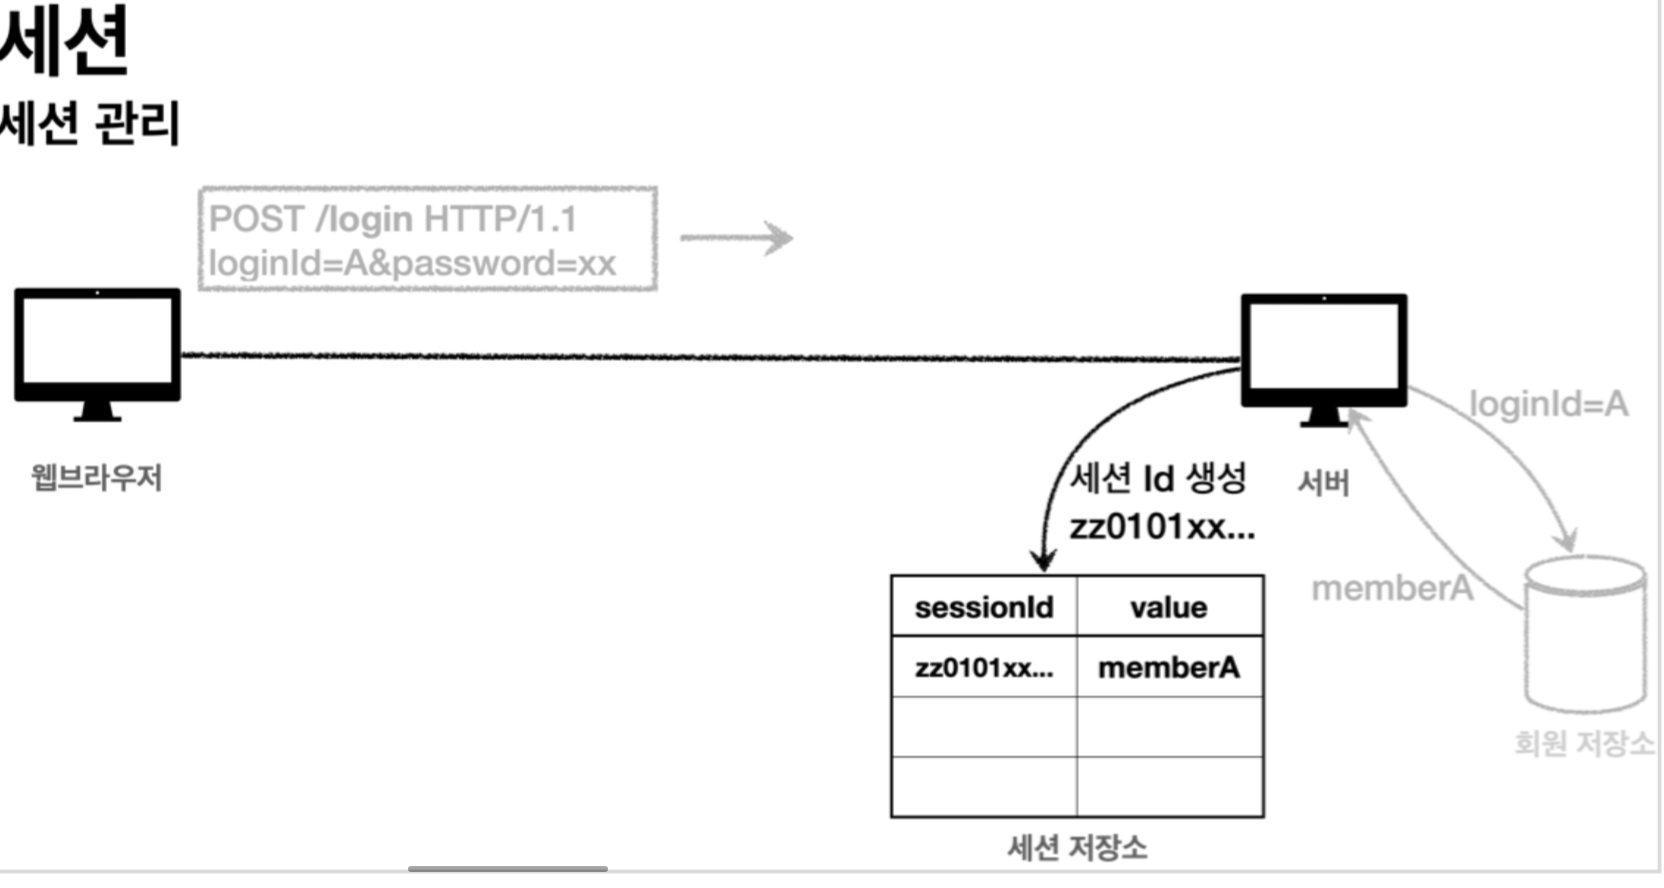 세션
세션 관리
POST /login HTTP/1.1
loginId=A&password=xx
웹브라우저
서버
loginId=A
memberA
회원 저장소
세션 Id 생성
zz0101xx...
sessionId value
zz0101xx... memberA
세션 저장소